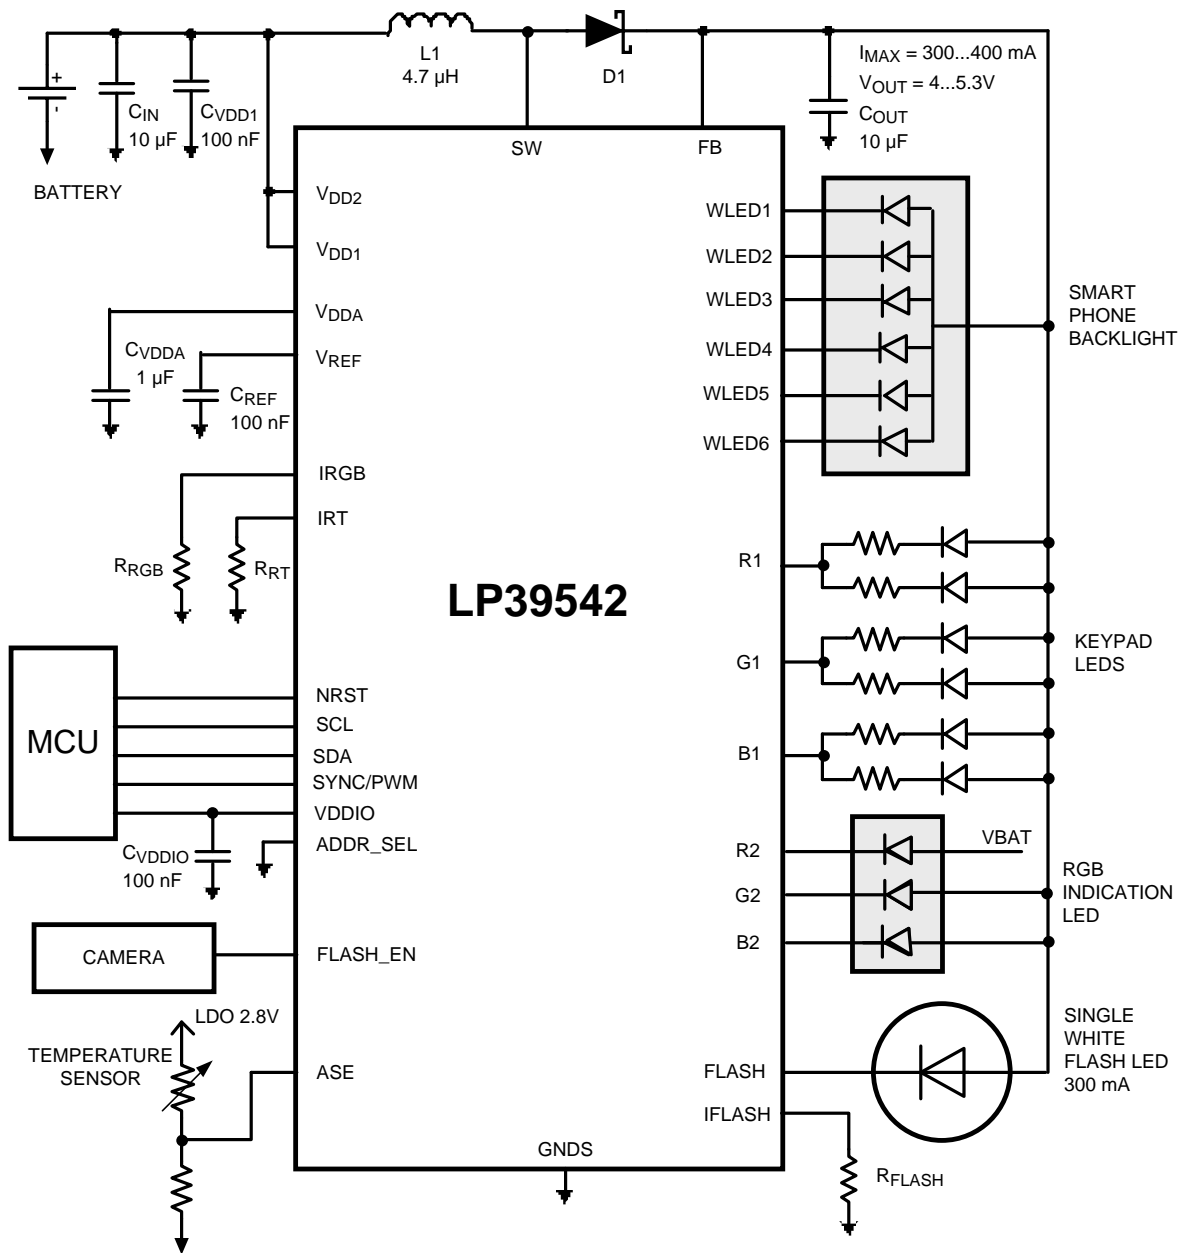 L1
4.7 µH
D1
IMAX = 300...400 mA
VOUT = 4...5.3V
COUT
10 µF
+
-
CIN
10 µF
CVDD1
100 nF
BATTERY
SW
FB
VDD2
VDD1
VDDA
VREF
CVDDA
1 µF
CREF
100 nF
IRGB
IRT
RRGB
RRT
LP39542
WLED1
WLED2
WLED3
WLED4
WLED5
WLED6
SMART
PHONE
BACKLIGHT
R1
G1
B1
KEYPAD
LEDS
MCU
NRST
SCL
SDA
SYNC/PWM
VDDIO
ADDR_SEL
CVDDIO
100 nF
R2
G2
B2
VBAT
RGB
INDICATION
LED
CAMERA
FLASH_EN
LDO 2.8V
TEMPERATURE
SENSOR
ASE
FLASH
IFLASH
SINGLE
WHITE
FLASH LED
300 mA
GNDS
RFLASH